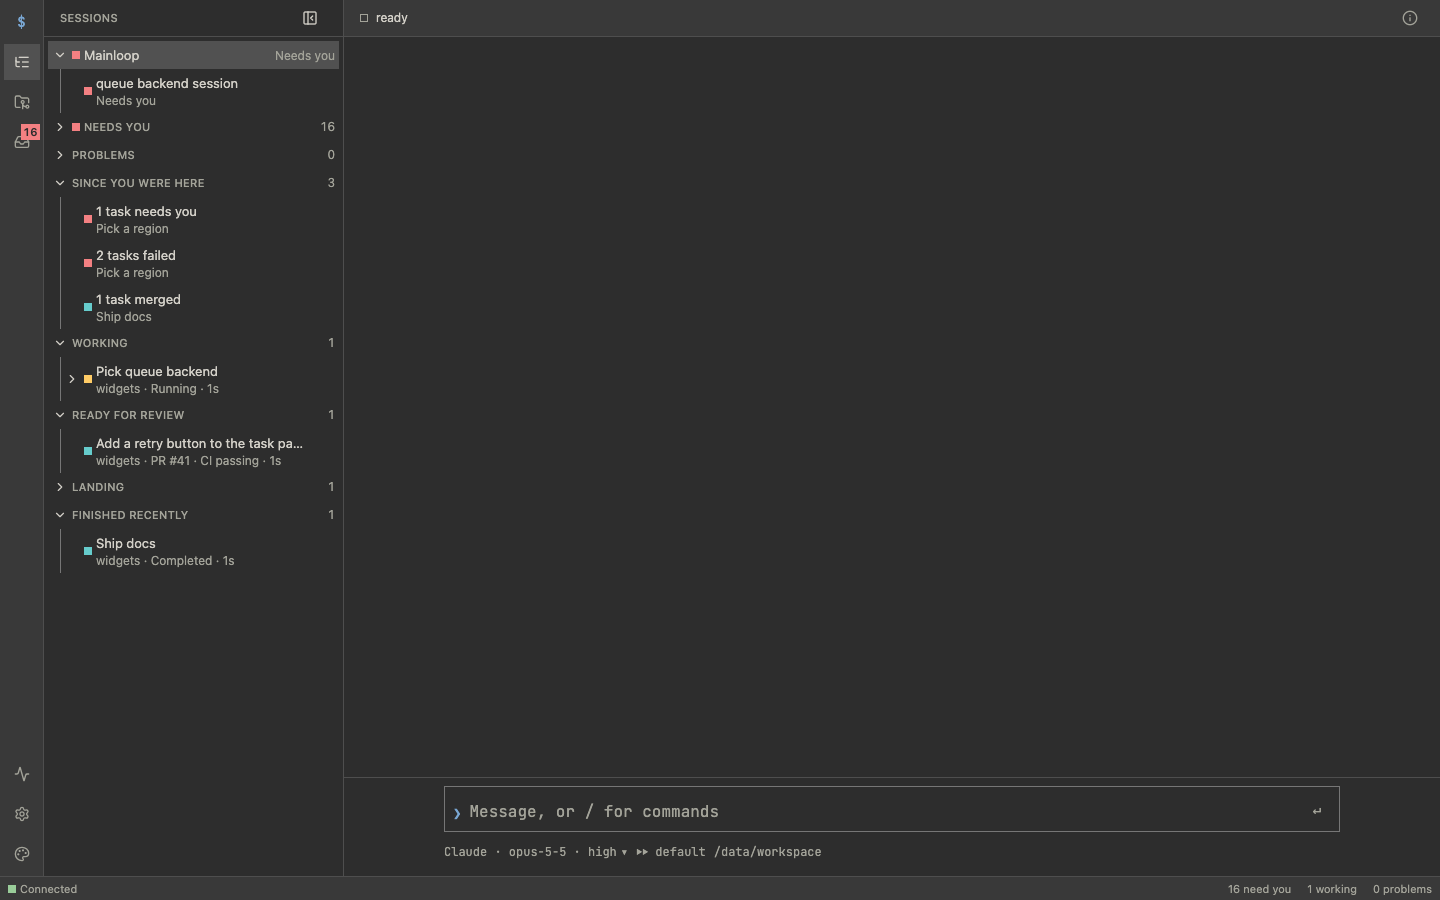 $
SESSIONS
ready
Mainloop
Needs you
queue backend session
Needs you
NEEDS YOU
16
16
PROBLEMS
0
SINCE YOU WERE HERE
3
1 task needs you
Pick a region
2 tasks failed
Pick a region
1 task merged
Ship docs
WORKING
1
Pick queue backend
widgets · Running · 1s
READY FOR REVIEW
1
Add a retry button to the task pa…
widgets · PR #41 · CI passing · 1s
LANDING
1
FINISHED RECENTLY
1
Ship docs
widgets · Completed · 1s
❯ Message, or / for commands
Claude · opus-5-5 · high ▾ ▸▸ default /data/workspace
Connected
16 need you
1 working
0 problems